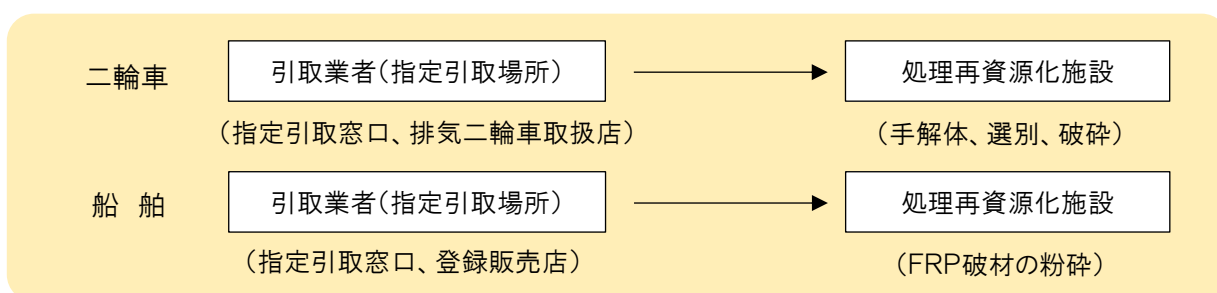 二輪車 引取業者（指定引取場所） 処理再資源化施設
（指定引取窓口、排気二輪車取扱店） （手解体、選別、破砕）
船 舶 引取業者（指定引取場所） 処理再資源化施設
（指定引取窓口、登録販売店） （FRP破材の粉砕）